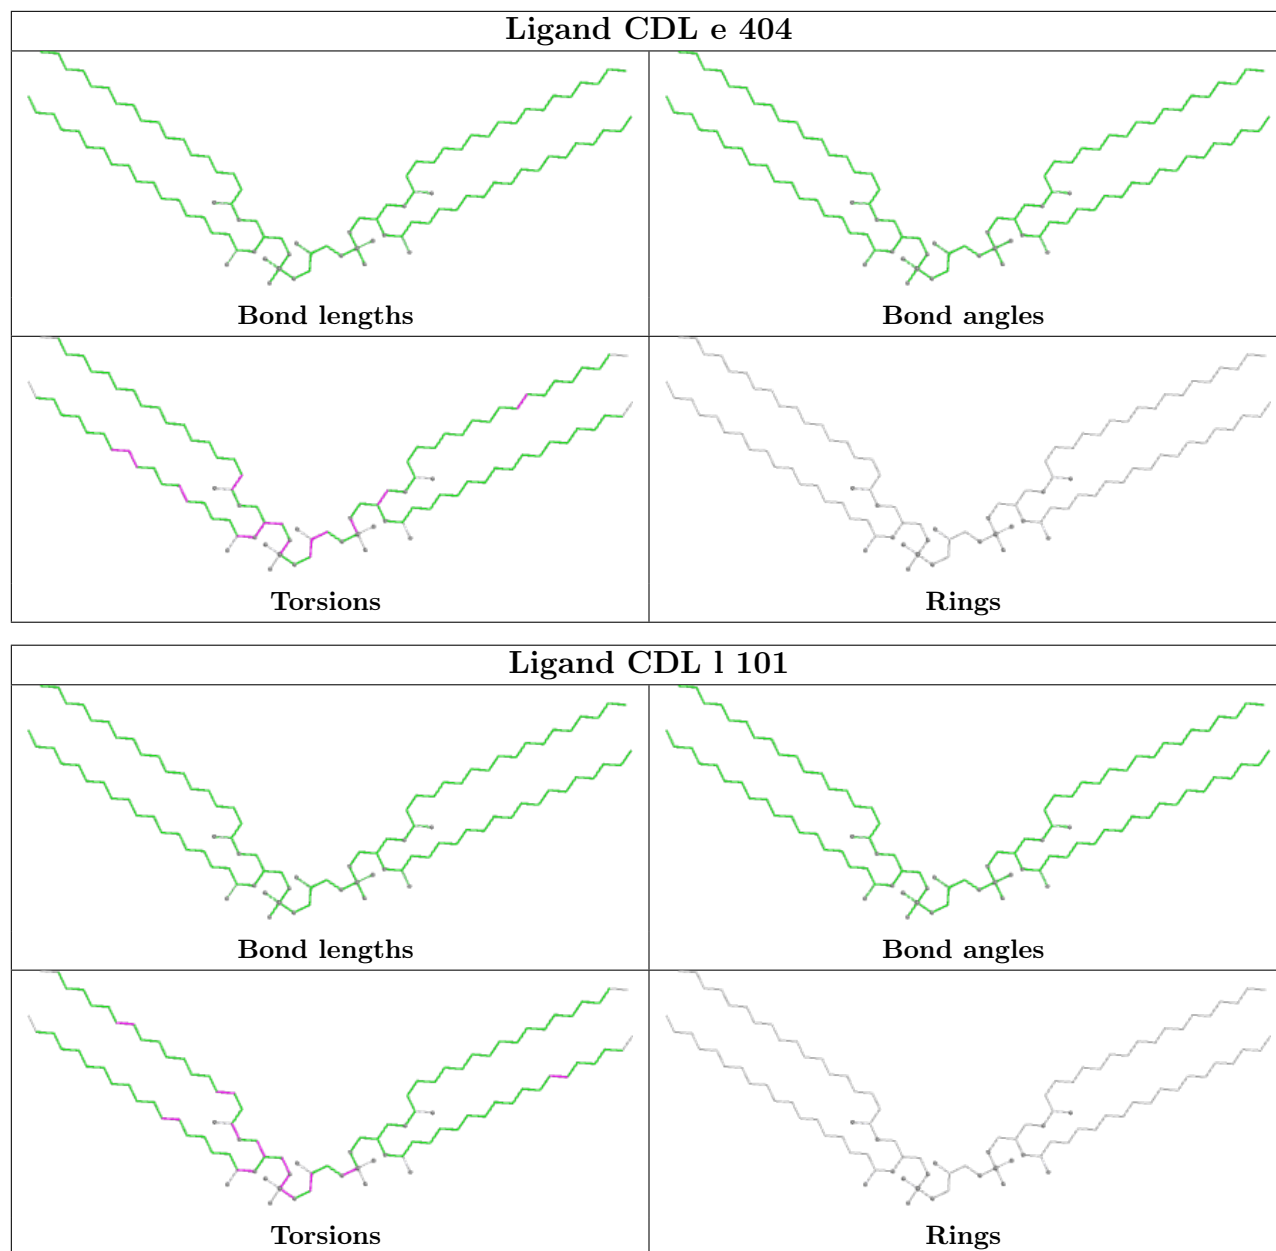 Ligand CDL e 404
Bond lengths
Bond angles
Torsions
Rings
Ligand CDL l 101
Bond lengths
Bond angles
Torsions
Rings